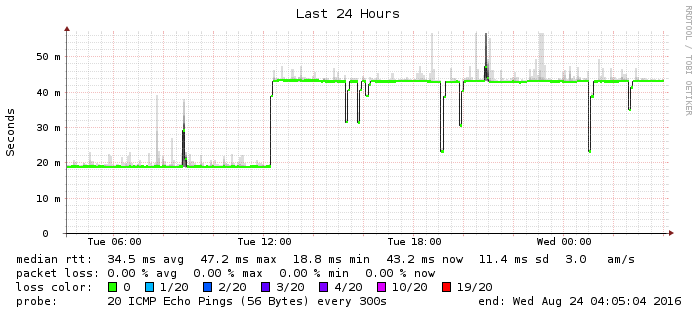 Last 24 Hours
RRDTOOL / TOBI OETIKER
Seconds
50 m
40 m
30 m
20 m
10 m
0
Tue 06:00 Tue 12:00 Tue 18:00 Wed 00:00
median rtt: 34.5 ms avg 47.2 ms max 18.8 ms min 43.2 ms now 11.4 ms sd 3.0 am/s
packet loss: 0.00 % avg 0.00 % max 0.00 % min 0.00 % now
loss color: 0 1/20 2/20 3/20 4/20 10/20 19/20
probe: 20 ICMP Echo Pings (56 Bytes) every 300s end: Wed Aug 24 04:05:04 2016